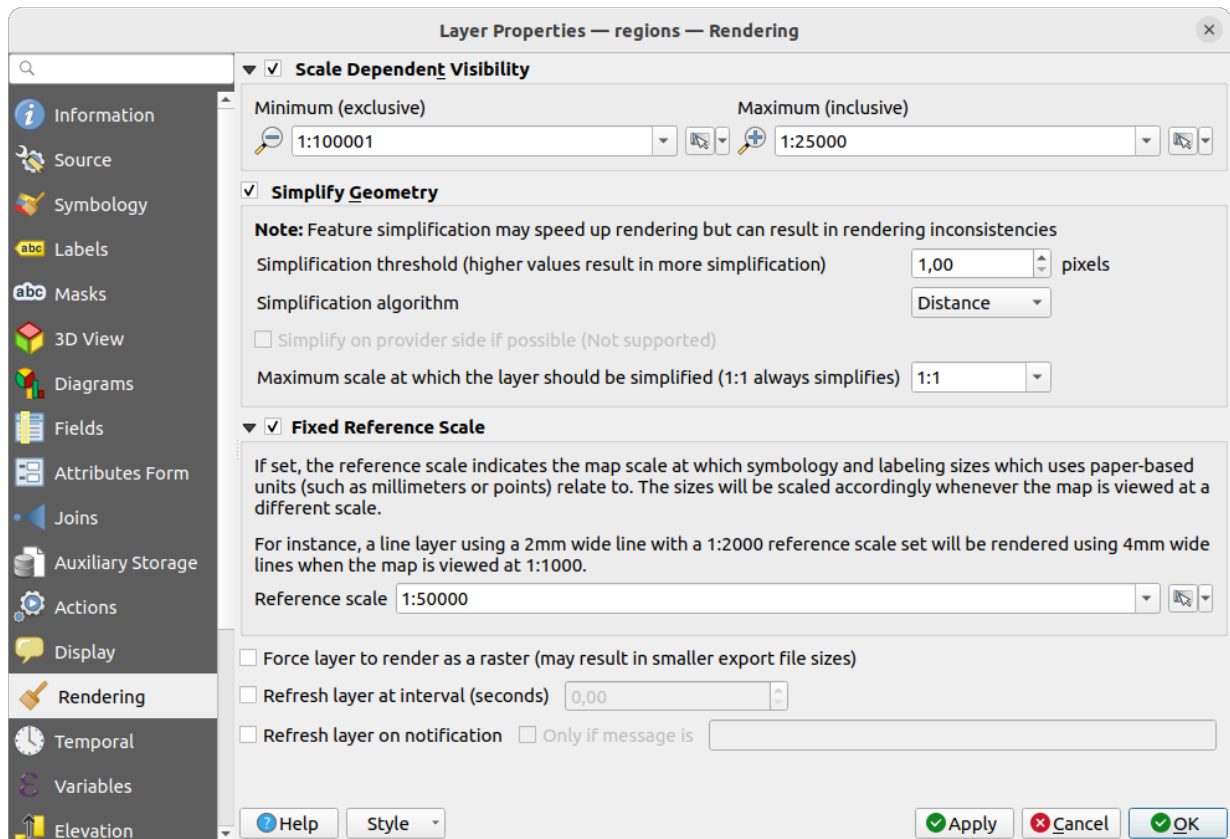 Layer Properties — regions — Rendering
Information
Source
Symbology
abc Labels
abc Masks
3D View
Diagrams
Fields
Attributes Form
Joins
Auxiliary Storage
Actions
Display
Rendering
Temporal
Variables
Elevation
Scale Dependent Visibility
Minimum (exclusive) Maximum (inclusive)
1:100001 1:25000
Simplify Geometry
Note: Feature simplification may speed up rendering but can result in rendering inconsistencies
Simplification threshold (higher values result in more simplification) 1,00 pixels
Simplification algorithm Distance
Simplify on provider side if possible (Not supported)
Maximum scale at which the layer should be simplified (1:1 always simplifies) 1:1
Fixed Reference Scale
If set, the reference scale indicates the map scale at which symbology and labeling sizes which uses paper-based
units (such as millimeters or points) relate to. The sizes will be scaled accordingly whenever the map is viewed at a
different scale.
For instance, a line layer using a 2mm wide line with a 1:2000 reference scale set will be rendered using 4mm wide
lines when the map is viewed at 1:1000.
Reference scale 1:50000
Force layer to render as a raster (may result in smaller export file sizes)
Refresh layer at interval (seconds) 0,00
Refresh layer on notification Only if message is
Help Style Apply Cancel OK